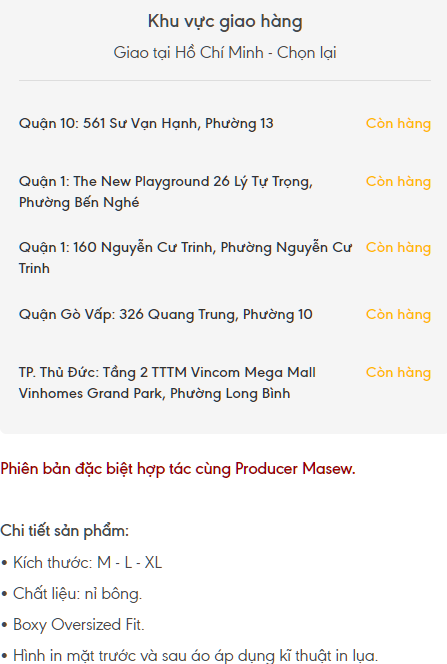 Khu vực giao hàng
Giao tại Hồ Chí Minh - Chọn lại
Quận 10: 561 Sư Vạn Hạnh, Phường 13 Còn hàng
Quận 1: The New Playground 26 Lý Tự Trọng, Còn hàng
Phường Bến Nghé
Quận 1: 160 Nguyễn Cư Trinh, Phường Nguyễn Cư Còn hàng
Trinh
Quận Gò Vấp: 326 Quang Trung, Phường 10 Còn hàng
TP. Thủ Đức: Tầng 2 TTTM Vincom Mega Mall Còn hàng
Vinhomes Grand Park, Phường Long Bình
Phiên bản đặc biệt hợp tác cùng Producer Masew.
Chi tiết sản phẩm:
• Kích thước: M - L - XL
• Chất liệu: nỉ bông.
• Boxy Oversized Fit.
• Hình in mặt trước và sau áo áp dụng kĩ thuật in lụa.